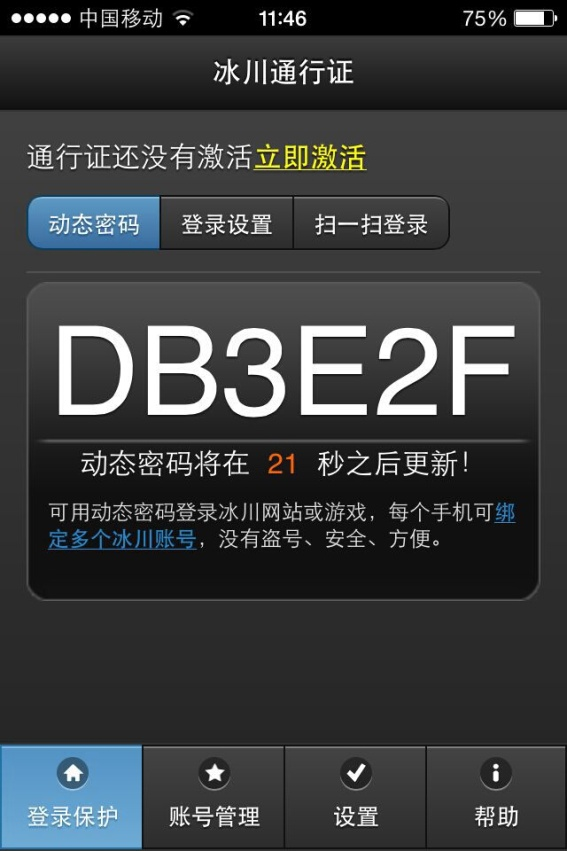 中国移动 11:46 75%
冰川通行证
通行证还没有激活立即激活
动态密码 登录设置 扫一扫登录
DB3E2F
动态密码将在 21 秒之后更新!
可用动态密码登录冰川网站或游戏，每个手机可绑
定多个冰川账号，没有盗号、安全、方便。
登录保护 账号管理 设置 帮助